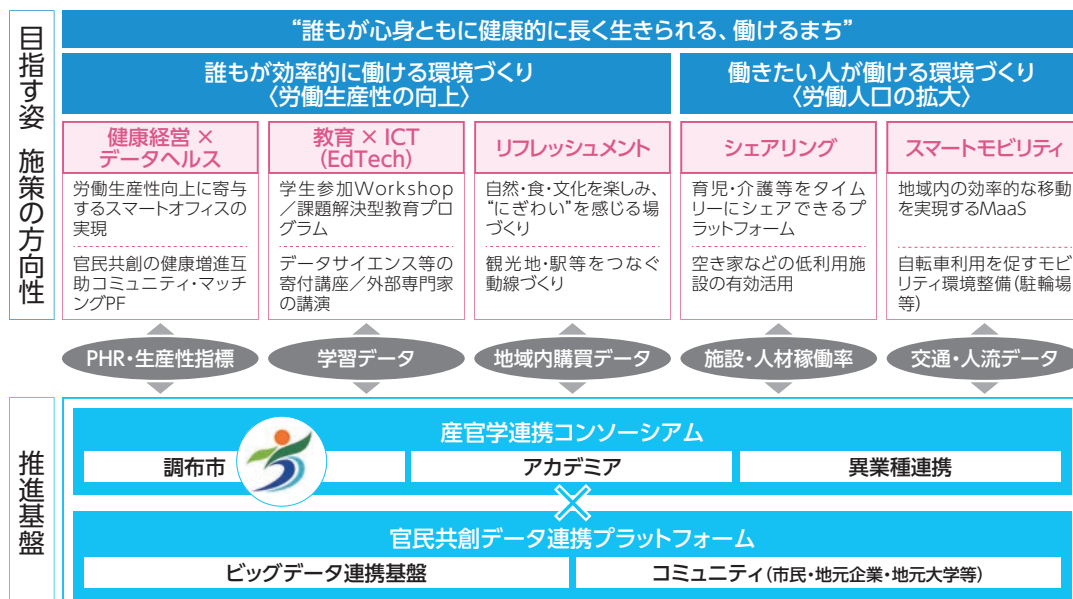 目指す姿 施策の方向性
“誰もが心身ともに健康的に長く生きられる、働けるまち”
誰もが効率的に働ける環境づくり
〈労働生産性の向上〉
働きたい人が働ける環境づくり
〈労働人口の拡大〉
健康経営 ×
データヘルス
労働生産性向上に寄与
するスマートオフィスの
実現
官民共創の健康増進互
助コミュニティ・マッチ
ングPF
教育 × ICT
(EdTech)
学生参加Workshop
／課題解決型教育プロ
グラム
データサイエンス等の
寄付講座／外部専門家
の講演
リフレッシュメント
自然・食・文化を楽しみ、
“にぎわい”を感じる場
づくり
観光地・駅等をつなぐ
動線づくり
シェアリング
育児・介護等をタイム
リーにシェアできるプ
ラットフォーム
空き家などの低利用施
設の有効活用
スマートモビリティ
地域内の効率的な移動
を実現するMaaS
自転車利用を促すモビ
リティ環境整備（駐輪場
等）
PHR・生産性指標
学習データ
地域内購買データ
施設・人材稼働率
交通・人流データ
推進基盤
産官学連携コンソーシアム
調布市
アカデミア
異業種連携
×
官民共創データ連携プラットフォーム
ビッグデータ連携基盤
コミュニティ（市民・地元企業・地元大学等）